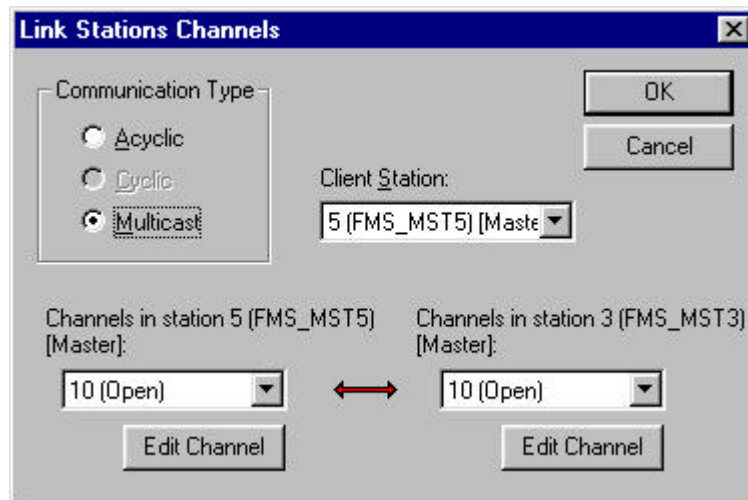 Link Stations Channels
Communication Type
Acyclic
Cyclic
Multicast
OK
Cancel
Client Station:
5 (FMS_MST5) [Maste
Channels in station 5 (FMS_MST5)
[Master]:
10 (Open)
Edit Channel
Channels in station 3 (FMS_MST3)
[Master]:
10 (Open)
Edit Channel